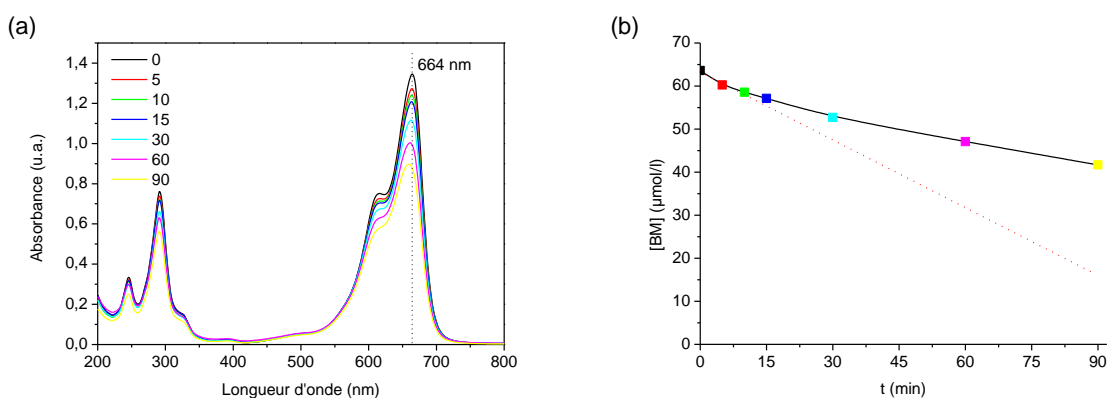 (a)
1,4
1,2
1,0
0,8
0,6
0,4
0,2
0,0
Absorbance (u.a.)
0
5
10
15
30
60
90
664 nm
200 300 400 500 600 700 800
Longueur d'onde (nm)
(b)
70
60
50
40
30
20
10
0
[BM] (µmol/l)
0 15 30 45 60 75 90
t (min)